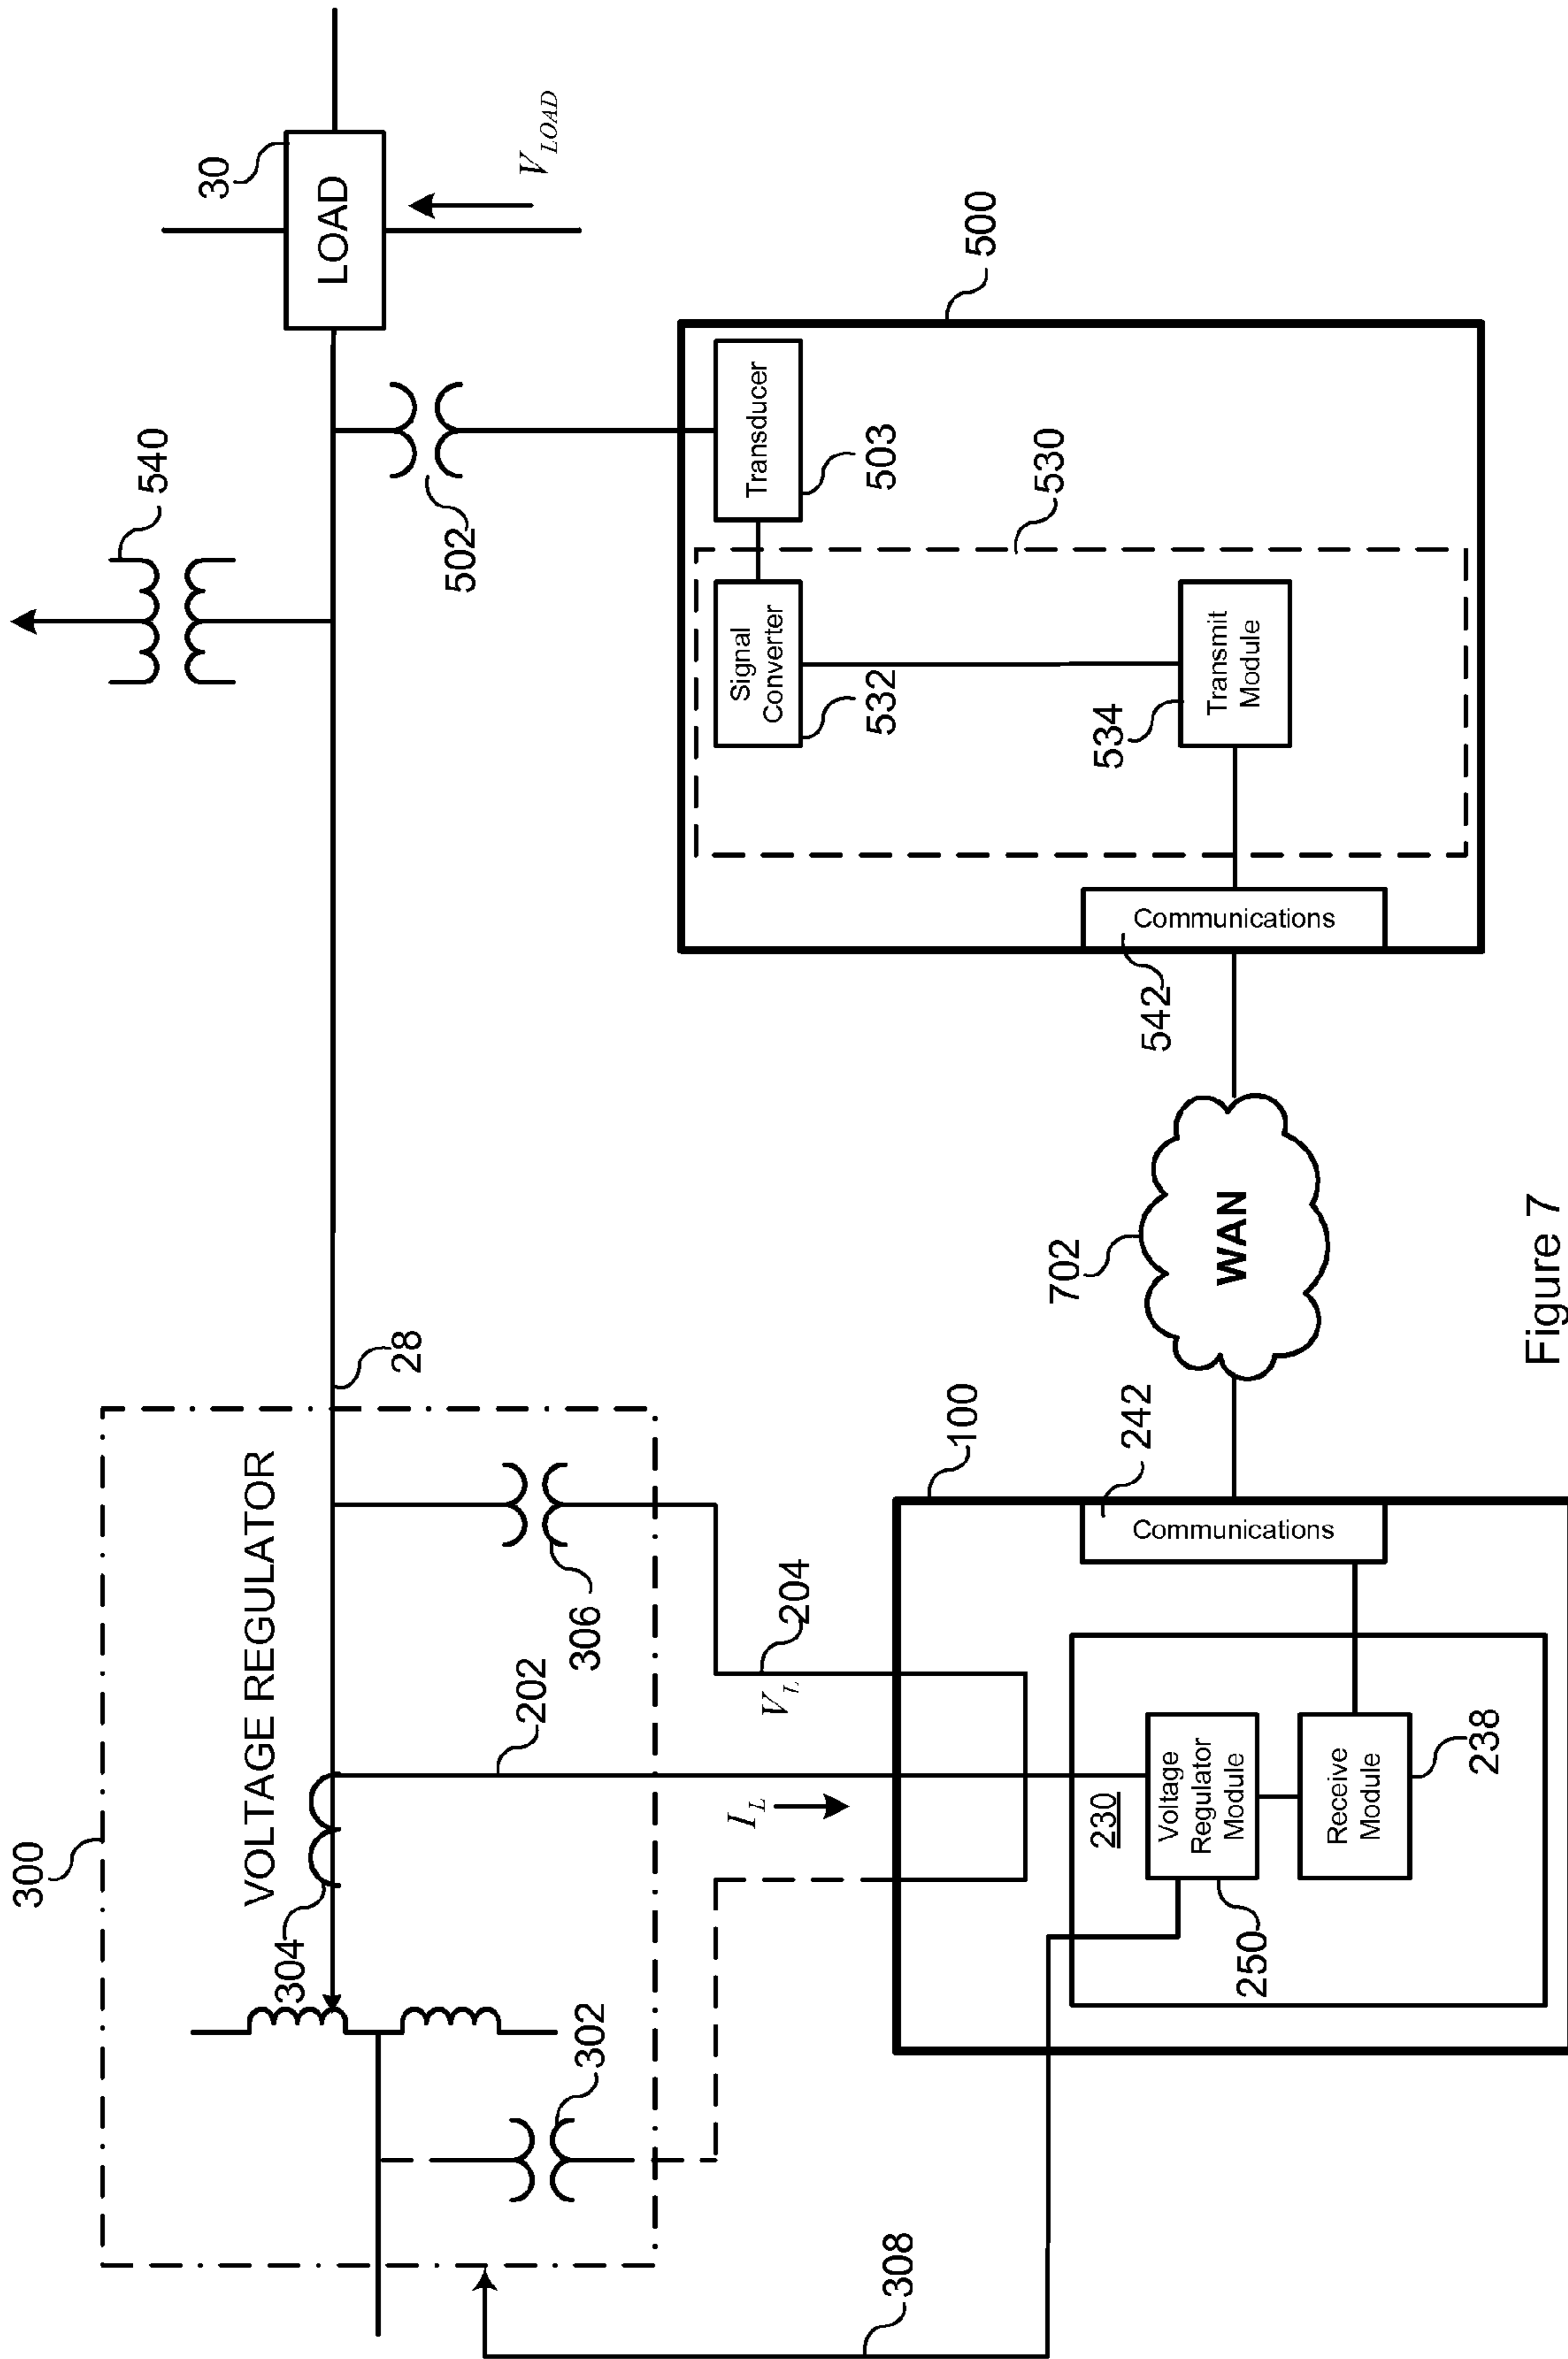 300
VOLTAGE REGULATOR
304
302
306
28
202
204
V_L
I_L
308
540
30
LOAD
V_LOAD
502
500
Transducer
503
530
Signal
Converter
532
Transmit
Module
534
Communications
542
702
WAN
100
242
Communications
230
Voltage
Regulator
Module
250
Receive
Module
238
Figure 7